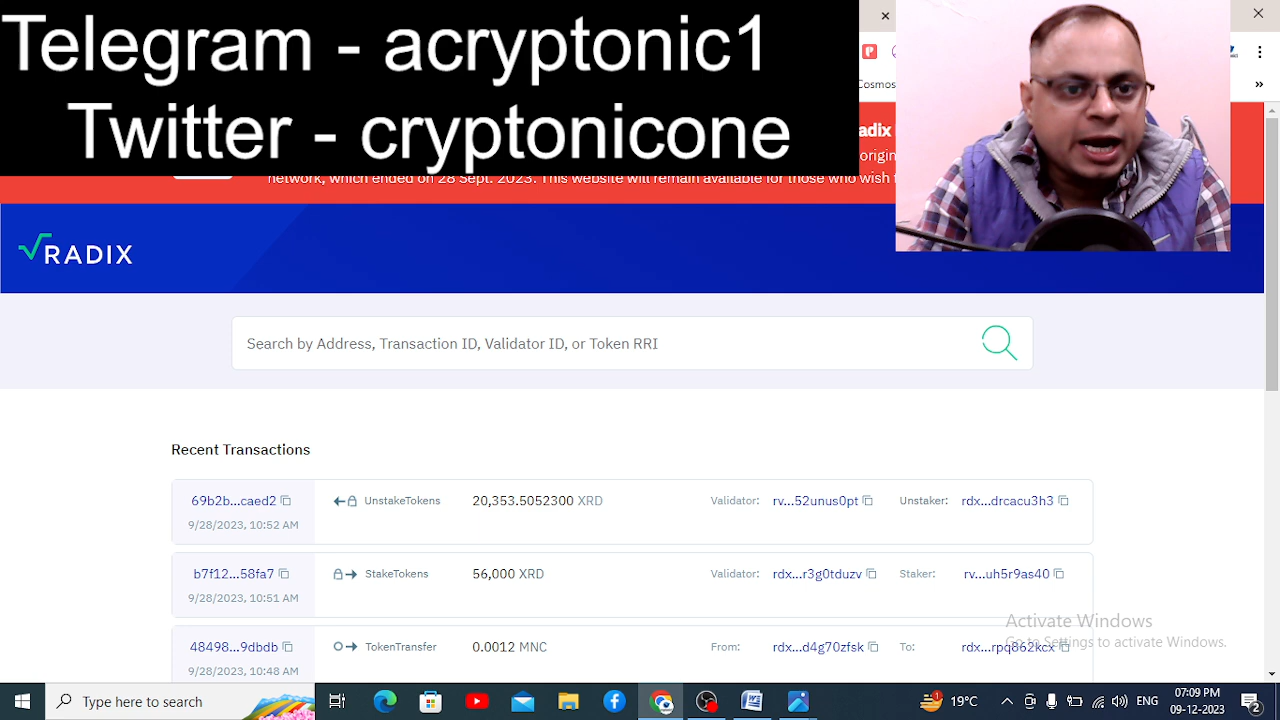 Telegram - acryptonic1
Twitter - cryptonicone
Cosmos
»
adix
origin
network, which ended on 28 Sept. 2023. This website will remain available for those who wish
RADIX
Search by Address, Transaction ID, Validator ID, or Token RRI
Recent Transactions
69b2b...caed2 UnstakeTokens 20,353.5052300 XRD Validator: rv...52unus0pt Unstaker: rdx...drcacu3h3
9/28/2023, 10:52 AM
b7f12...58fa7 StakeTokens 56,000 XRD Validator: rdx...r3g0tduzv Staker: rv...uh5r9as40
9/28/2023, 10:51 AM
48498...9dbdb TokenTransfer 0.0012 MNC From: rdx...d4g70zfsk To: rdx...rpq862kcx
9/28/2023, 10:48 AM
Activate Windows
Go to Settings to activate Windows.
Type here to search
19°C
ENG
07:09 PM
09-12-2023
2